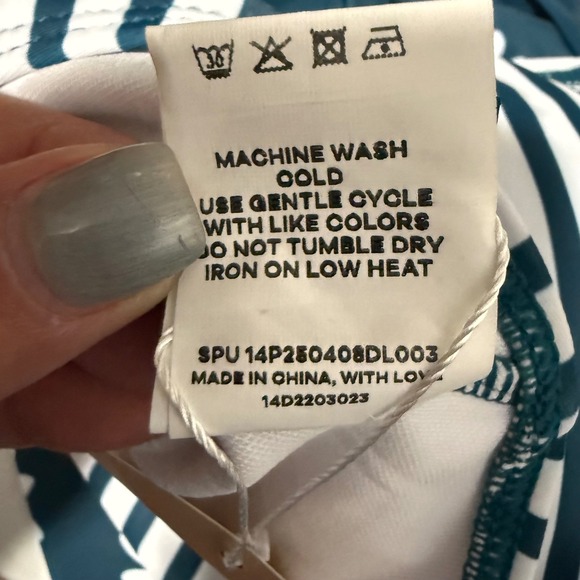 30
MACHINE WASH
COLD
USE GENTLE CYCLE
WITH LIKE COLORS
DO NOT TUMBLE DRY
IRON ON LOW HEAT
SPU 14P250408DL003
MADE IN CHINA, WITH LOVE
14D2203023